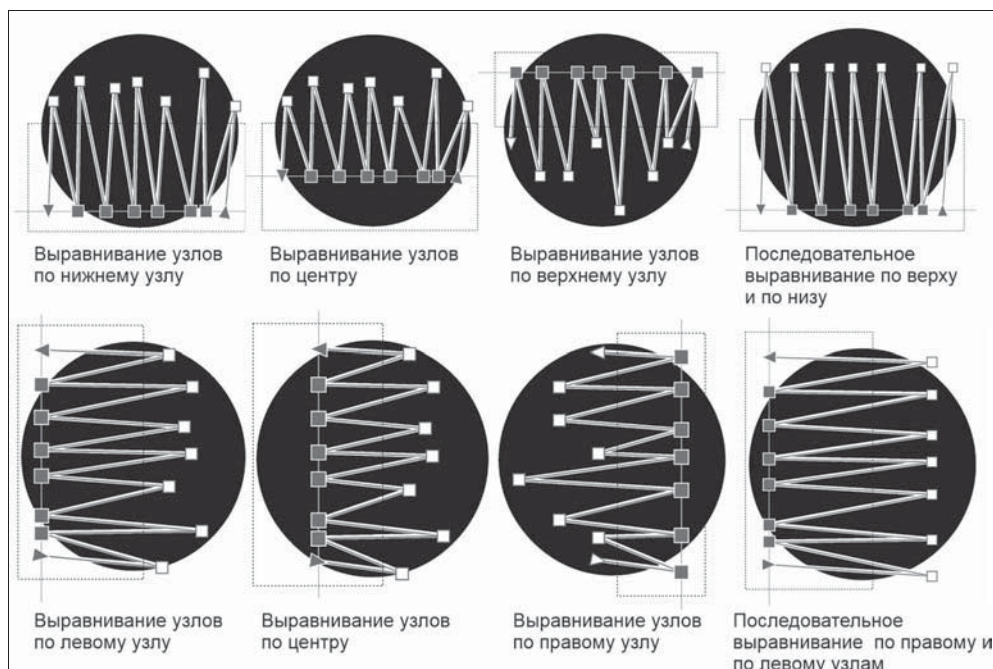 Выравнивание узлов
по нижнему узлу
Выравнивание узлов
по центру
Выравнивание узлов
по верхнему узлу
Последовательное
выравнивание по верху
и по низу
Выравнивание узлов
по левому узлу
Выравнивание узлов
по центру
Выравнивание узлов
по правому узлу
Последовательное
выравнивание по правому и
по левому узлам